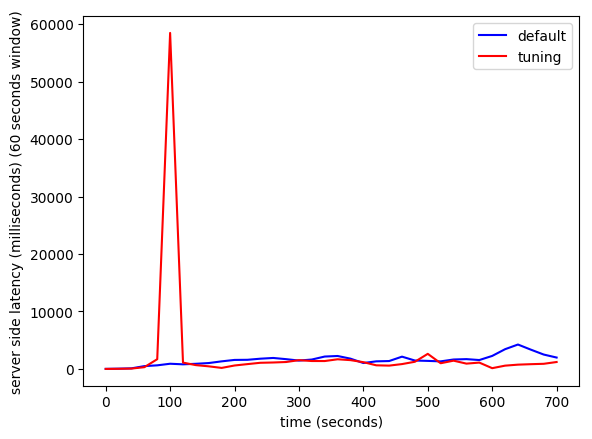 server side latency (milliseconds) (60 seconds window)
60000
50000
40000
30000
20000
10000
0
default
tuning
0 100 200 300 400 500 600 700
time (seconds)